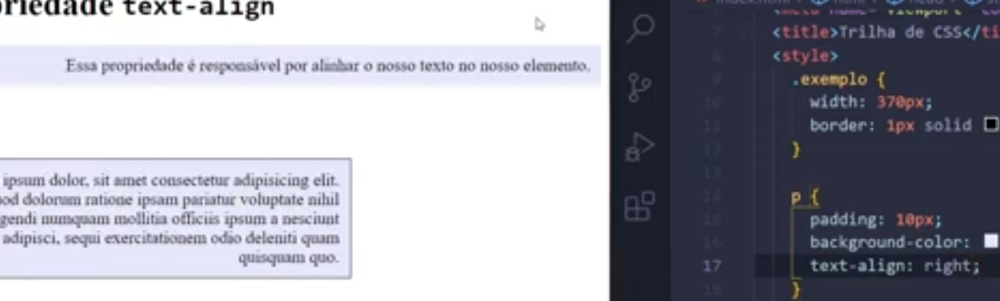 riedade text-align
Essa propriedade é responsável por alinhar o nosso texto no nosso elemento.
ipsum dolor, sit amet consectetur adipisicing elit.
od dolorum ratione ipsam pariatur voluptate nihil
gendi numquam mollitia officiis ipsum a nesciunt
adipisci, sequi exercitationem odio deleniti quam
quisquam quo.
7 <title>Trilha de CSS</ti
8 <style>
9 .exemplo {
10 width: 370px;
11 border: 1px solid
12 }
13
14 p {
15 padding: 10px;
16 background-color:
17 text-align: right;
18 }